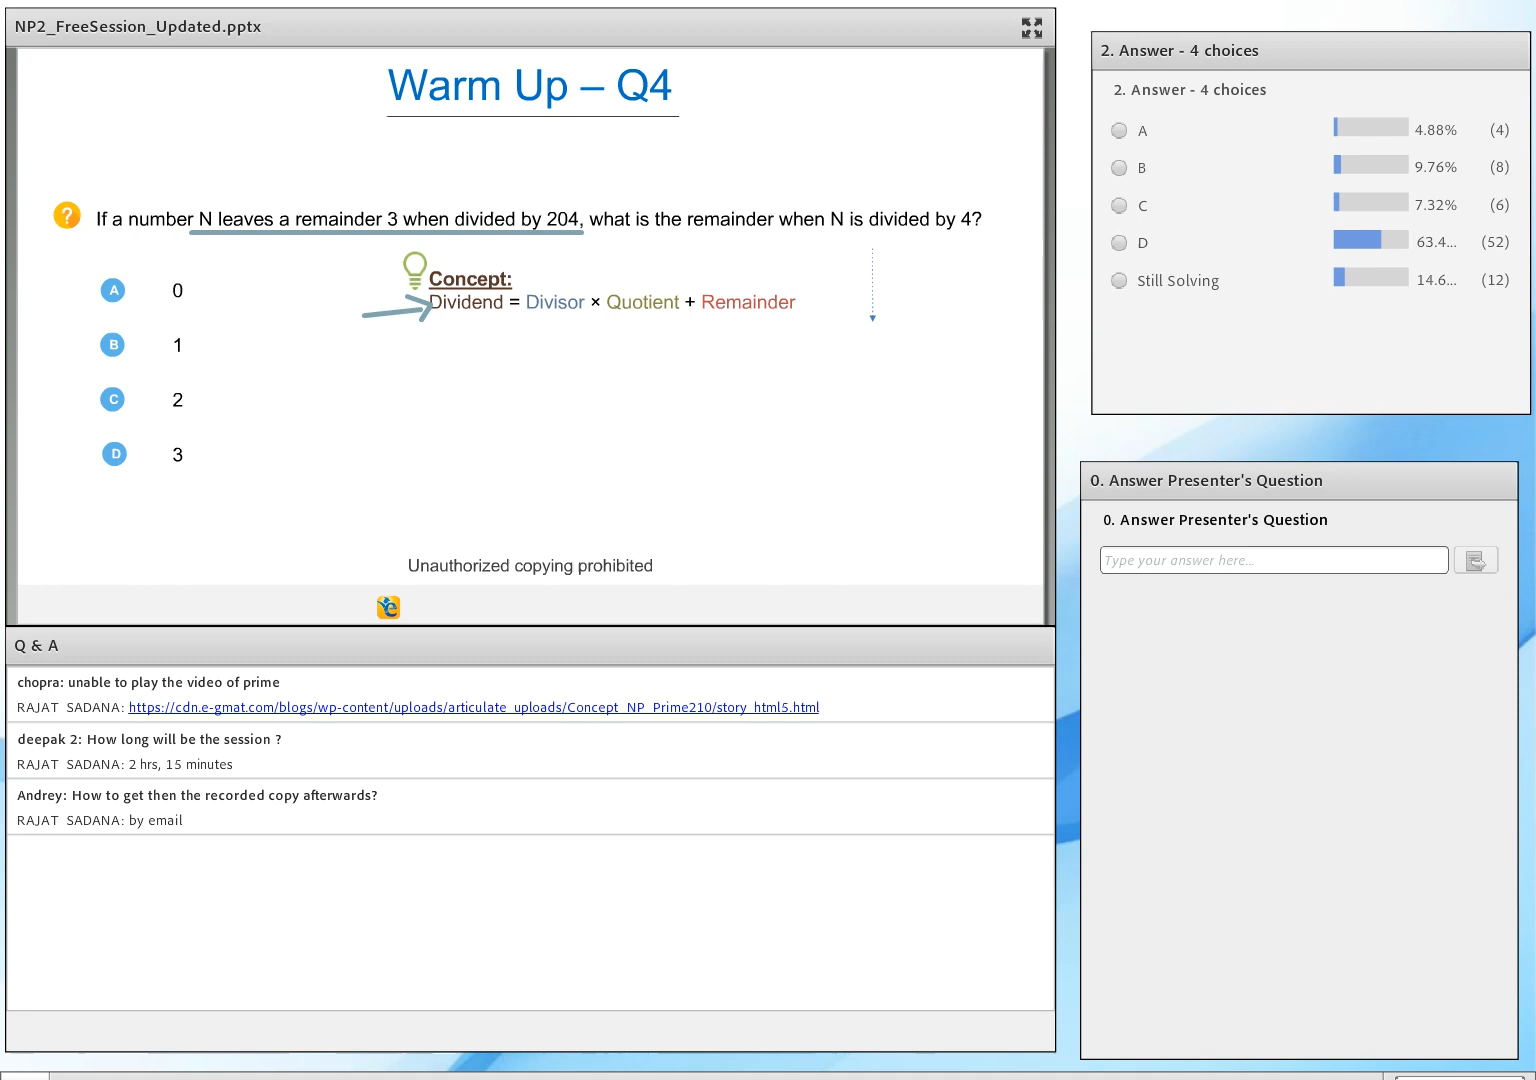 NP2_FreeSession_Updated.pptx
Warm Up – Q4
? If a number N leaves a remainder 3 when divided by 204, what is the remainder when N is divided by 4?
Concept:
Dividend = Divisor × Quotient + Remainder
A 0
B 1
C 2
D 3
Unauthorized copying prohibited
e
Q & A
chopra: unable to play the video of prime
RAJAT SADANA: https://cdn.e-gmat.com/blogs/wp-content/uploads/articulate_uploads/Concept_NP_Prime210/story_html5.html
deepak 2: How long will be the session ?
RAJAT SADANA: 2 hrs, 15 minutes
Andrey: How to get then the recorded copy afterwards?
RAJAT SADANA: by email
2. Answer - 4 choices
2. Answer - 4 choices
A 4.88% (4)
B 9.76% (8)
C 7.32% (6)
D 63.4... (52)
Still Solving 14.6... (12)
0. Answer Presenter's Question
0. Answer Presenter's Question
Type your answer here...